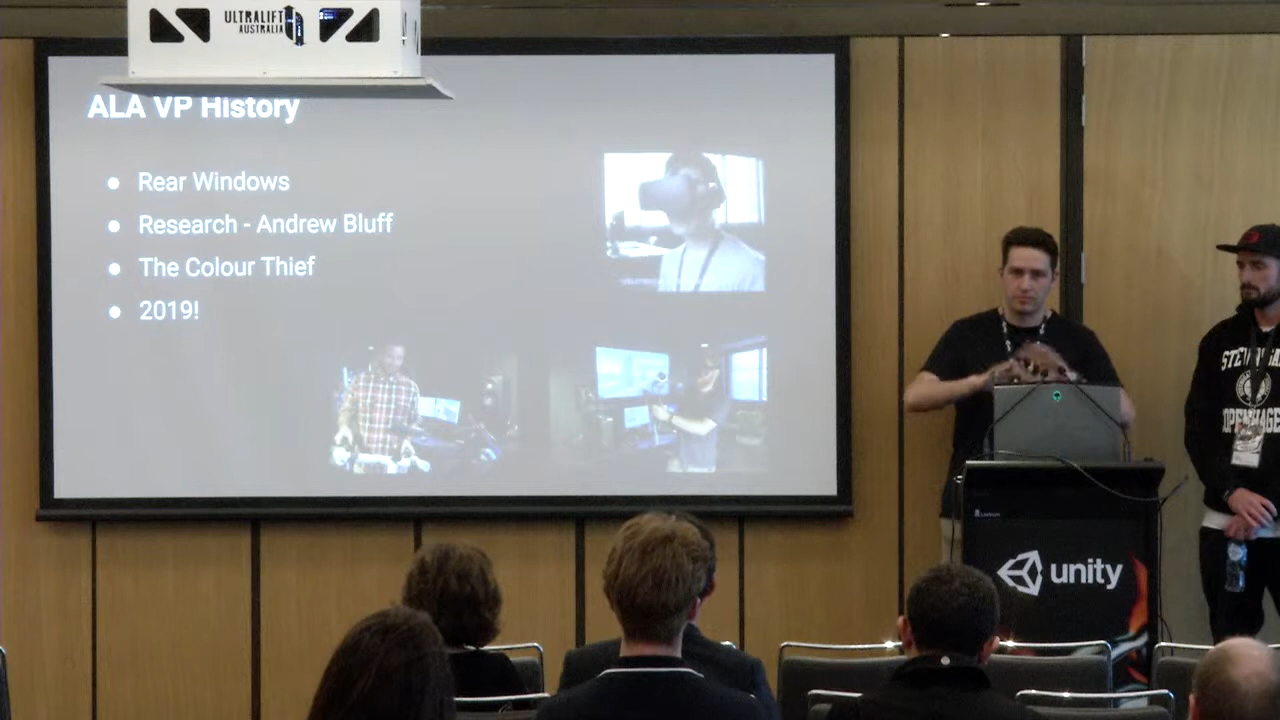 ULTRALIFT
AUSTRALIA
ALA VP History
Rear Windows
Research - Andrew Bluff
The Colour Thief
2019!
unity